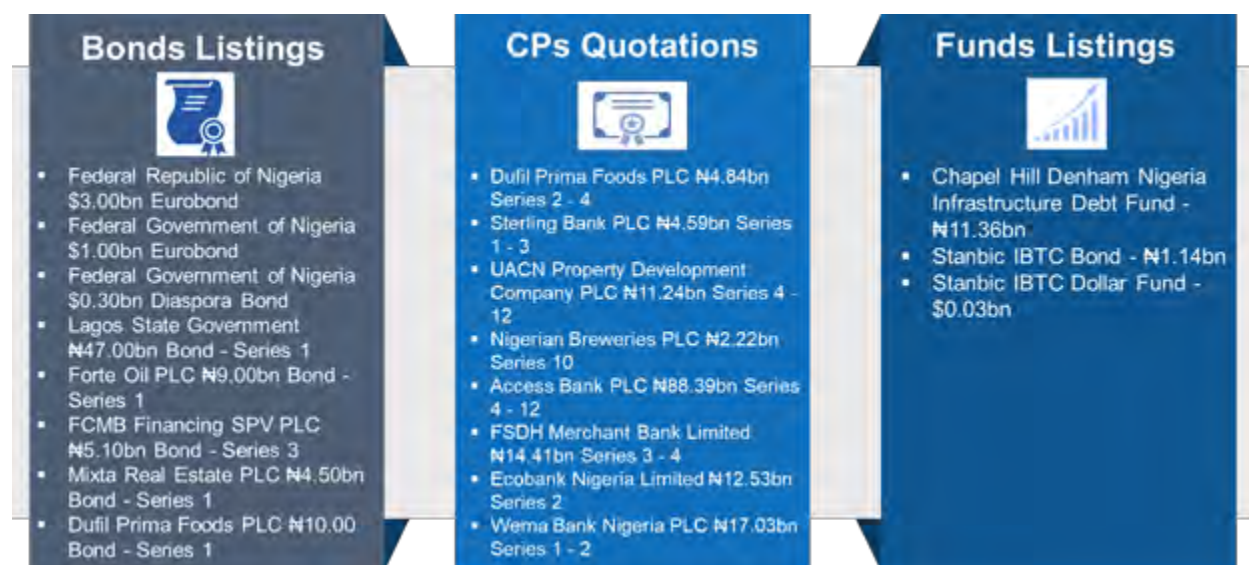 Bonds Listings
▪ Federal Republic of Nigeria
$3.00bn Eurobond
▪ Federal Government of Nigeria
$1.00bn Eurobond
▪ Federal Government of Nigeria
$0.30bn Diaspora Bond
▪ Lagos State Government
₦47.00bn Bond - Series 1
▪ Forte Oil PLC ₦9.00bn Bond -
Series 1
▪ FCMB Financing SPV PLC
₦5.10bn Bond - Series 3
▪ Mixta Real Estate PLC ₦4.50bn
Bond - Series 1
▪ Dufil Prima Foods PLC ₦10.00
Bond - Series 1
CPs Quotations
▪ Dufil Prima Foods PLC ₦4.84bn
Series 2 - 4
▪ Sterling Bank PLC ₦4.59bn Series
1 - 3
▪ UACN Property Development
Company PLC ₦11.24bn Series 4 -
12
▪ Nigerian Breweries PLC ₦2.22bn
Series 10
▪ Access Bank PLC ₦88.39bn Series
4 - 12
▪ FSDH Merchant Bank Limited
₦14.41bn Series 3 - 4
▪ Ecobank Nigeria Limited ₦12.53bn
Series 2
▪ Wema Bank Nigeria PLC ₦17.03bn
Series 1 - 2
Funds Listings
▪ Chapel Hill Denham Nigeria
Infrastructure Debt Fund -
₦11.36bn
▪ Stanbic IBTC Bond - ₦1.14bn
▪ Stanbic IBTC Dollar Fund -
$0.03bn